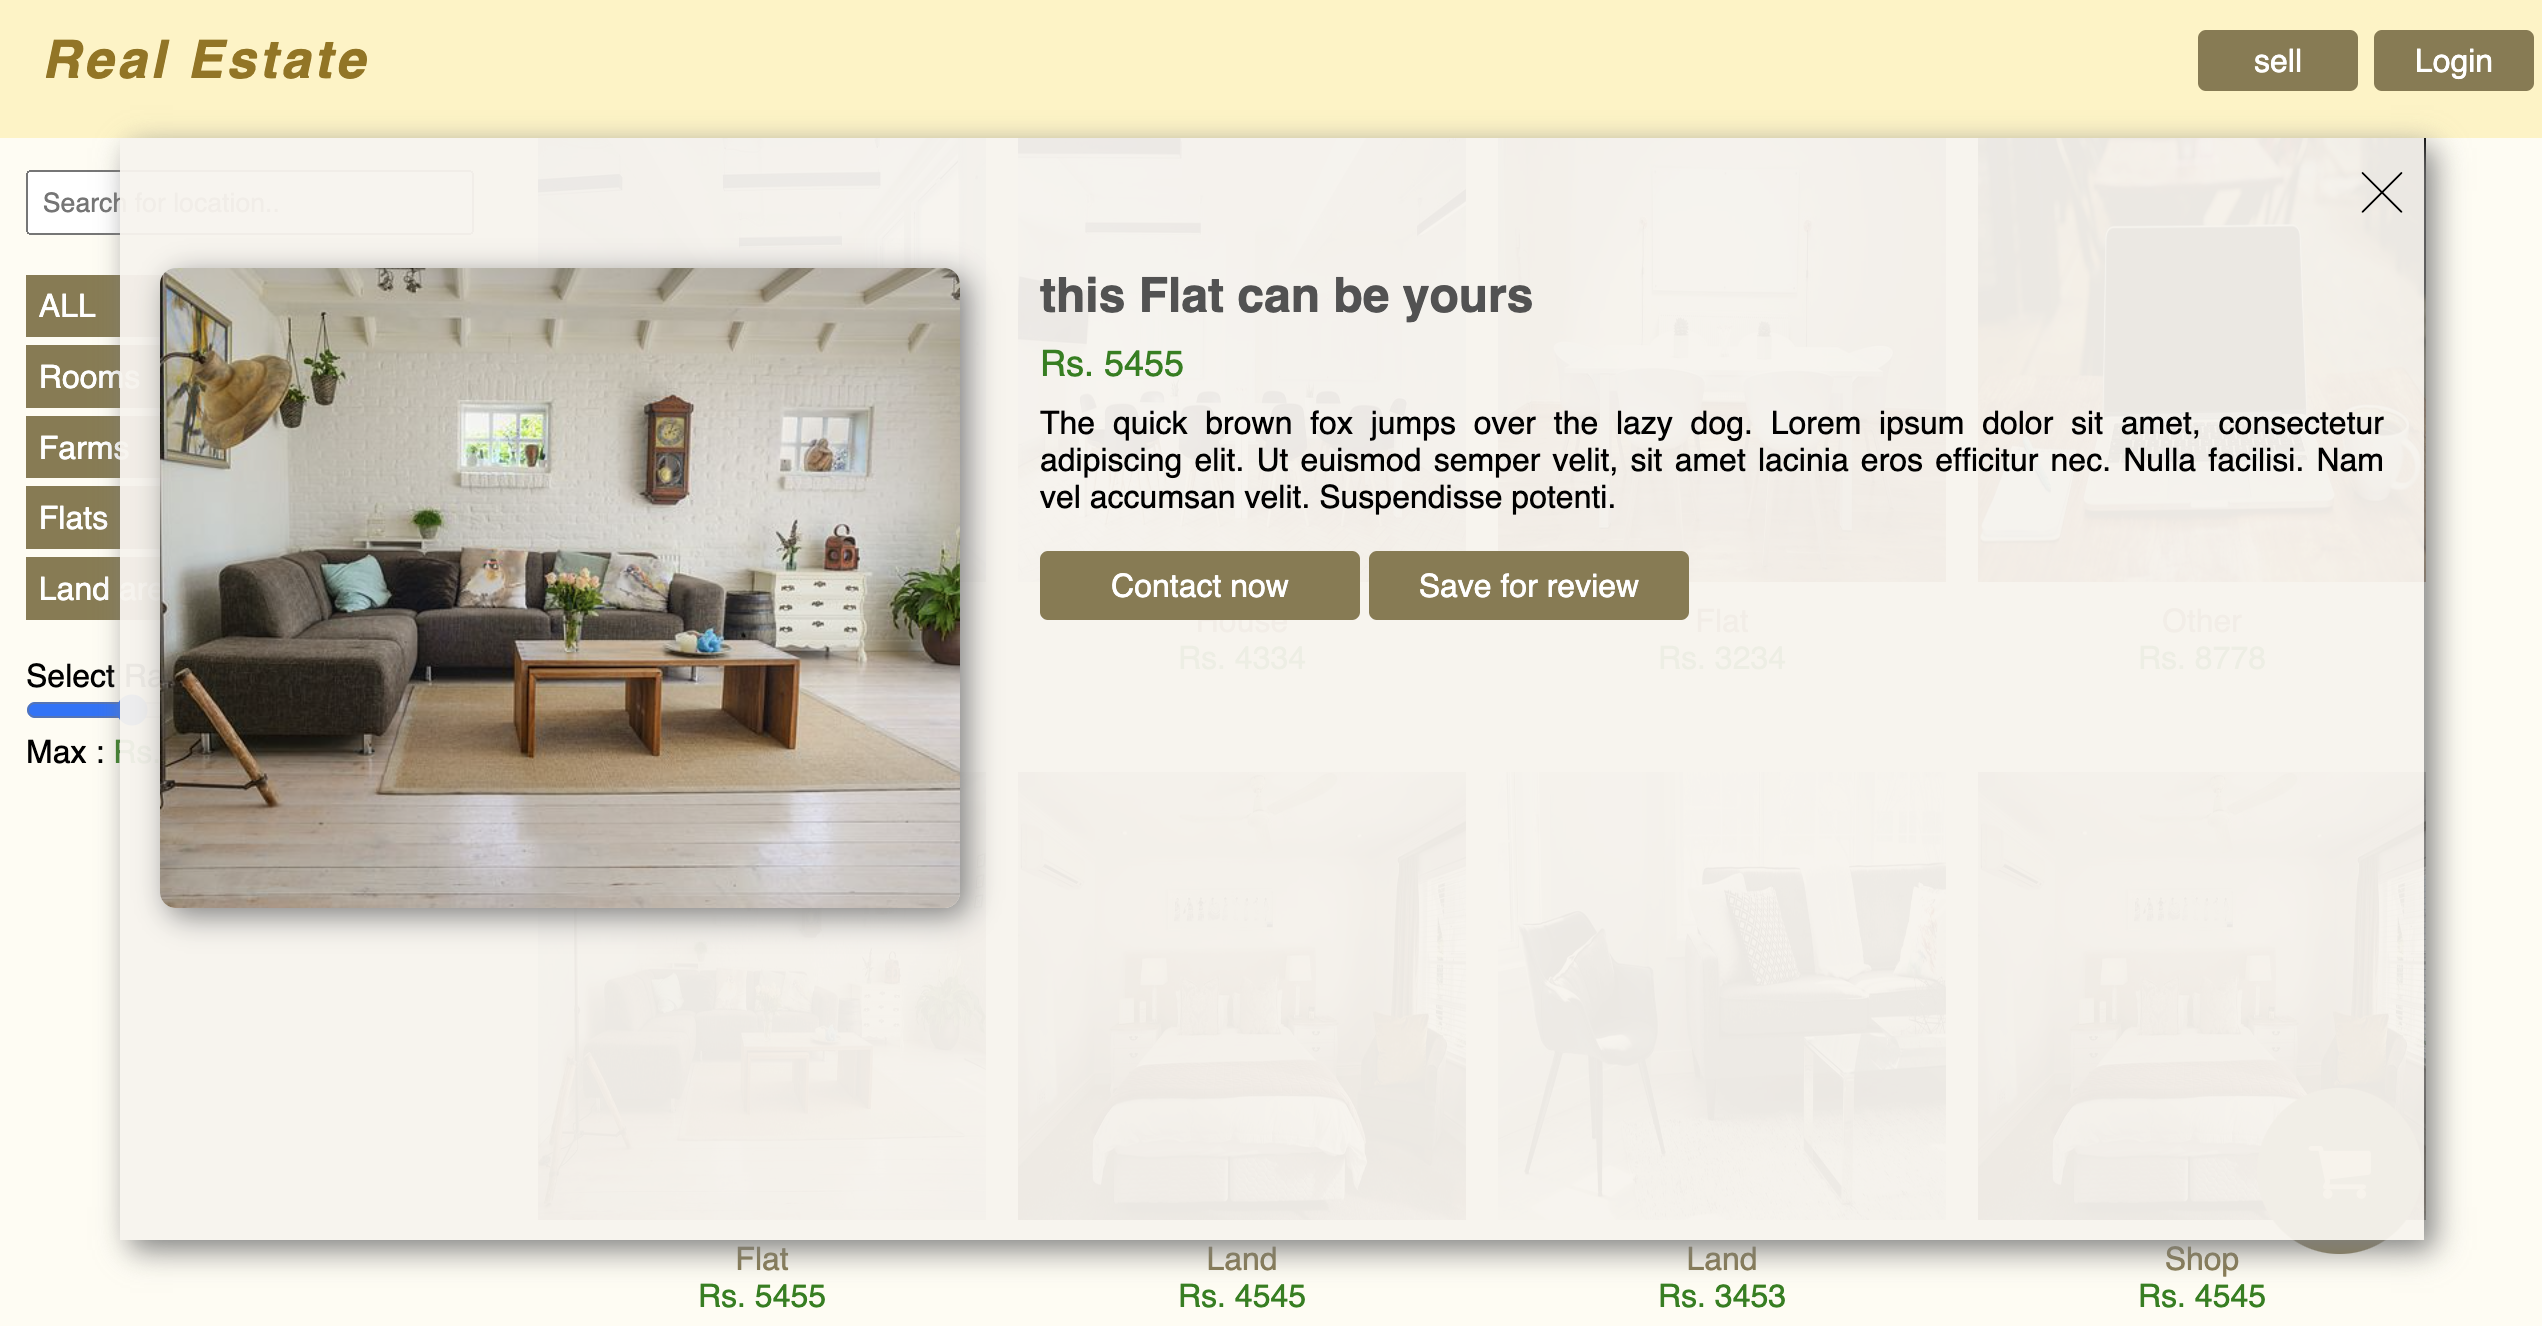 Real Estate
sell
Login
Search for location..
ALL
Rooms
Farms
Flats
Land are
Select Ra
Max : Rs.
this Flat can be yours
Rs. 5455
The quick brown fox jumps over the lazy dog. Lorem ipsum dolor sit amet, consectetur
adipiscing elit. Ut euismod semper velit, sit amet lacinia eros efficitur nec. Nulla facilisi. Nam
vel accumsan velit. Suspendisse potenti.
Contact now
Save for review
House
Rs. 4334
Flat
Rs. 3234
Other
Rs. 8778
Flat
Rs. 5455
Land
Rs. 4545
Land
Rs. 3453
Shop
Rs. 4545